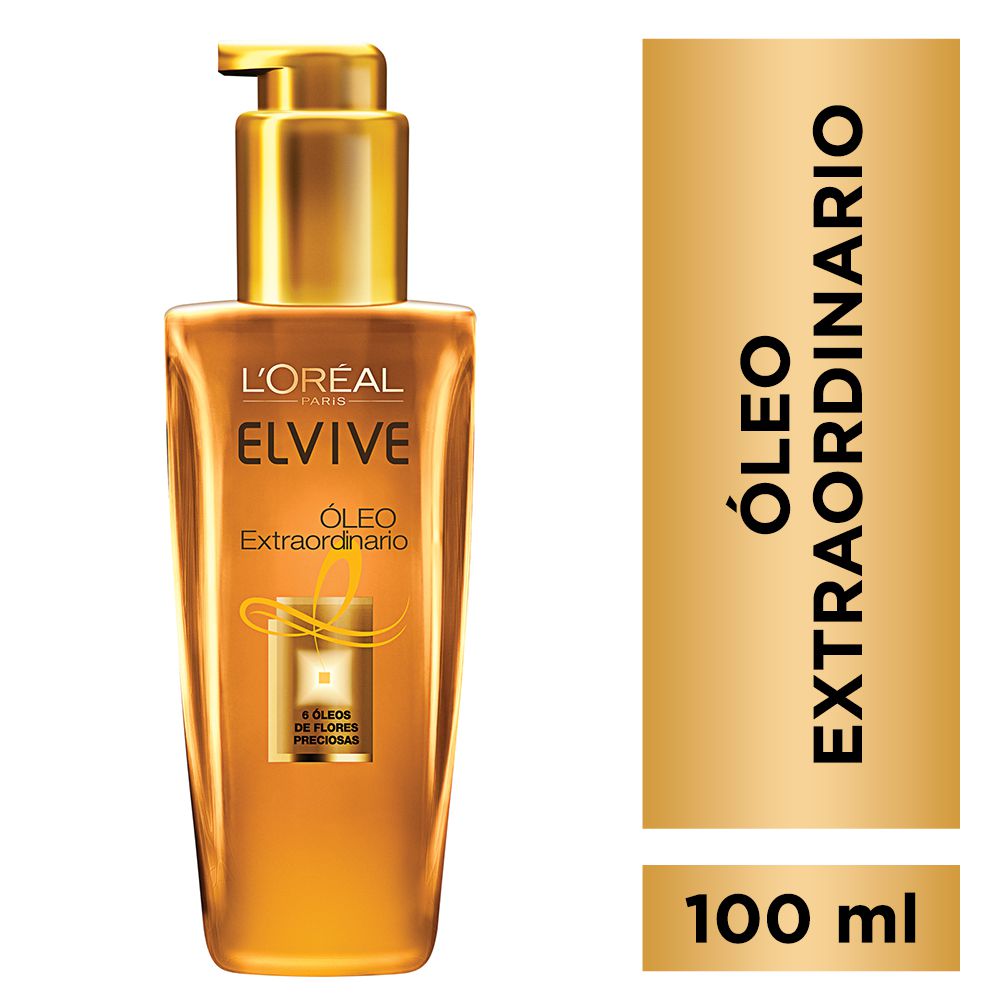 L'ORÉAL
PARIS
ELVIVE
ÓLEO
Extraordinario
6 ÓLEOS
DE FLORES
PRECIOSAS
ÓLEO
EXTRAORDINARIO
100 ml